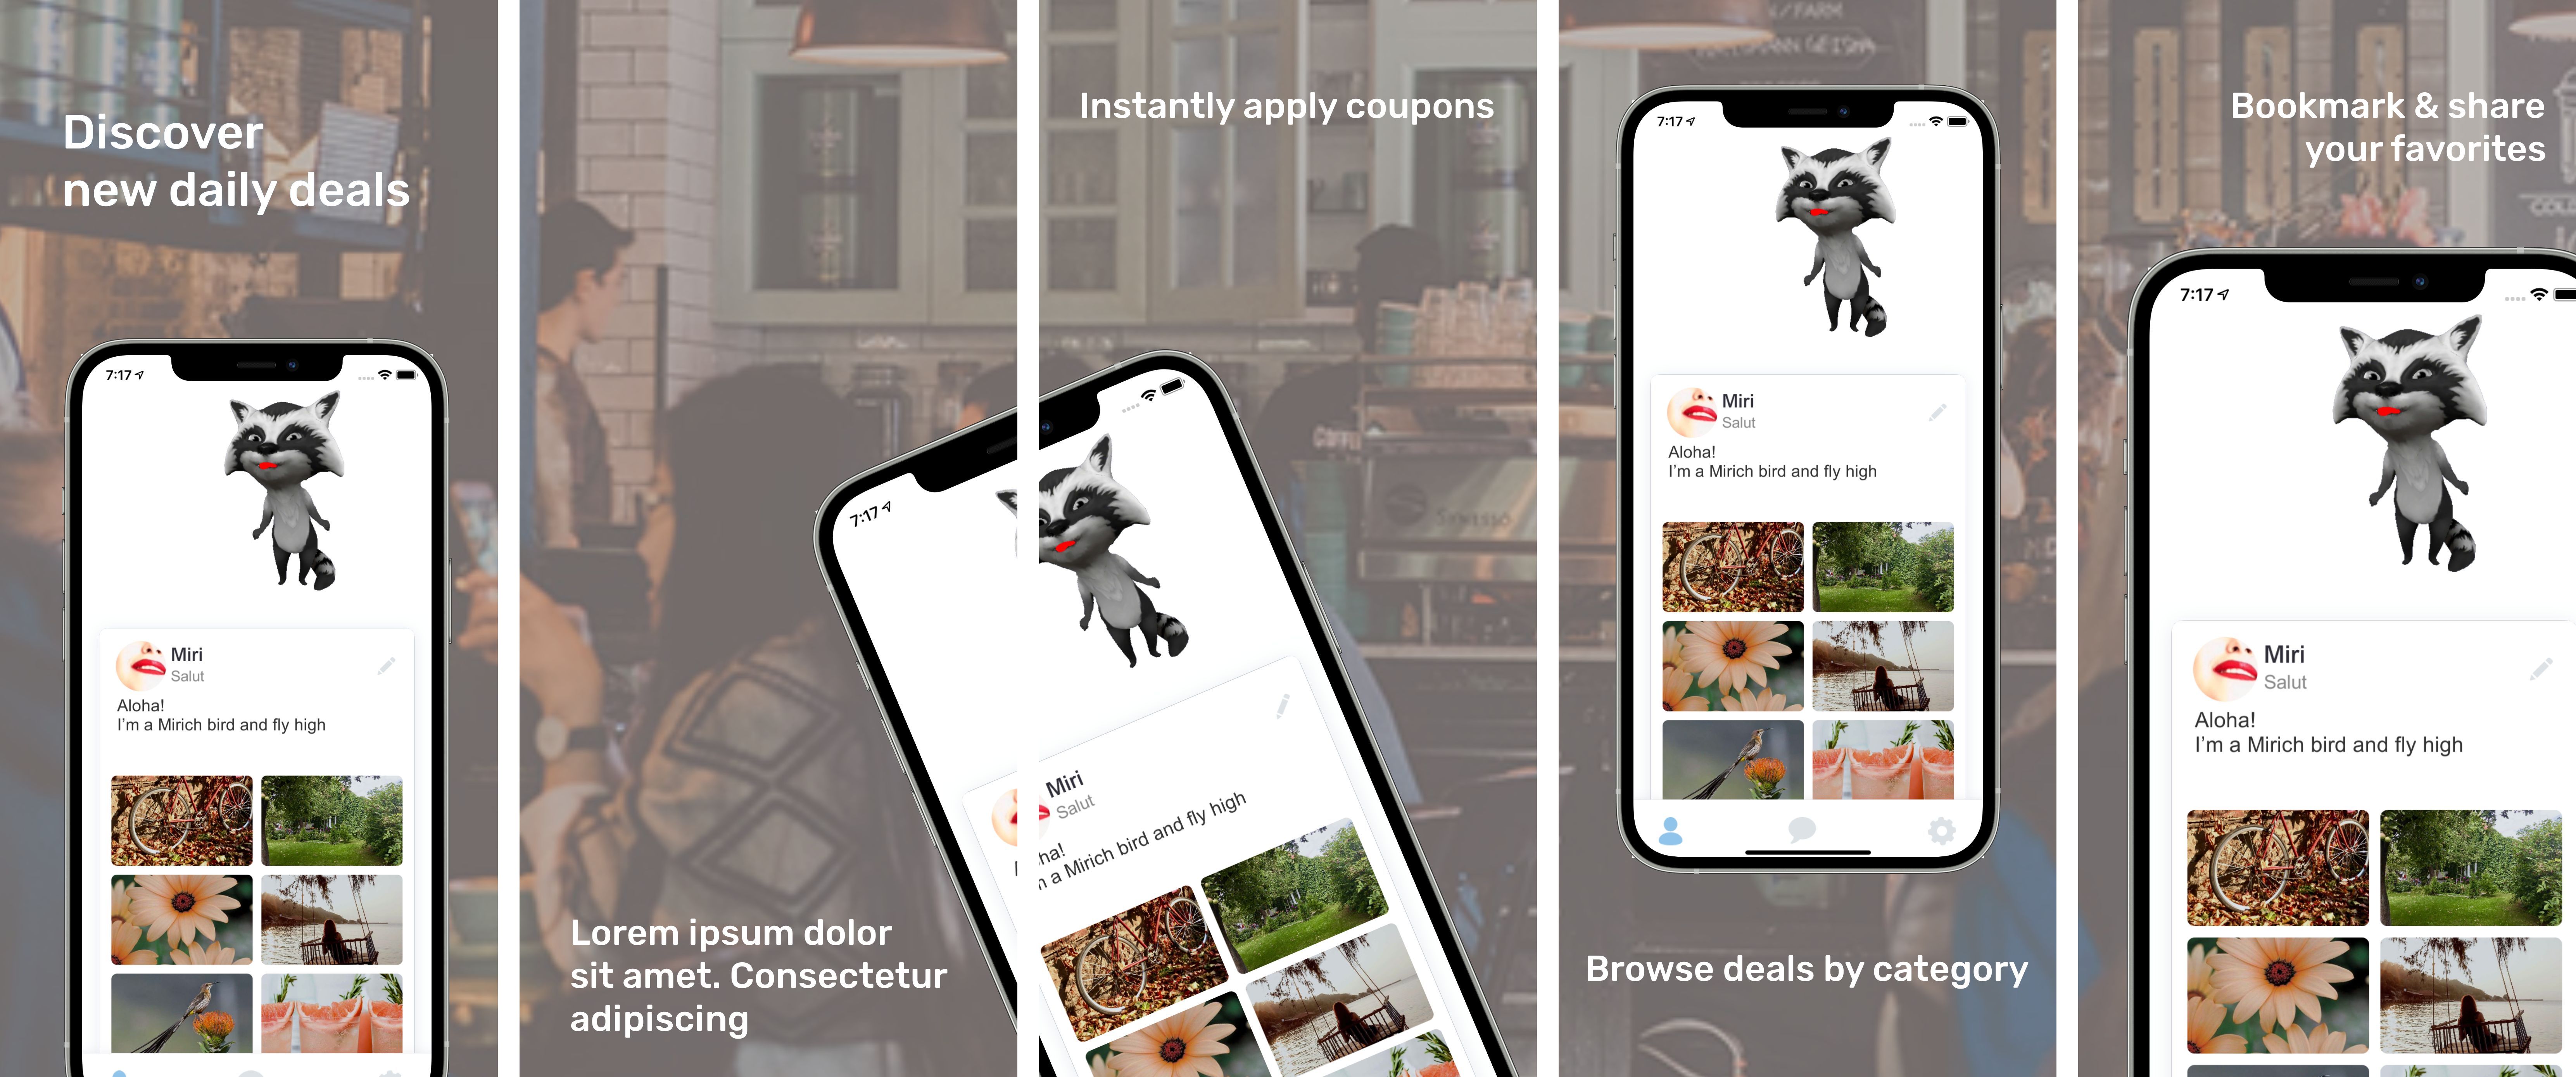 Discover
new daily deals
7:17
Miri
Salut
Aloha!
I'm a Mirich bird and fly high
7:17
Lorem ipsum dolor
sit amet. Consectetur
adipiscing
Instantly apply coupons
Miri
Salut
ha!
a Mirich bird and fly high
/FARM
GEISHA
7:17
Miri
Salut
Aloha!
I'm a Mirich bird and fly high
Browse deals by category
Bookmark & share
your favorites
7:17
Miri
Salut
Aloha!
I'm a Mirich bird and fly high